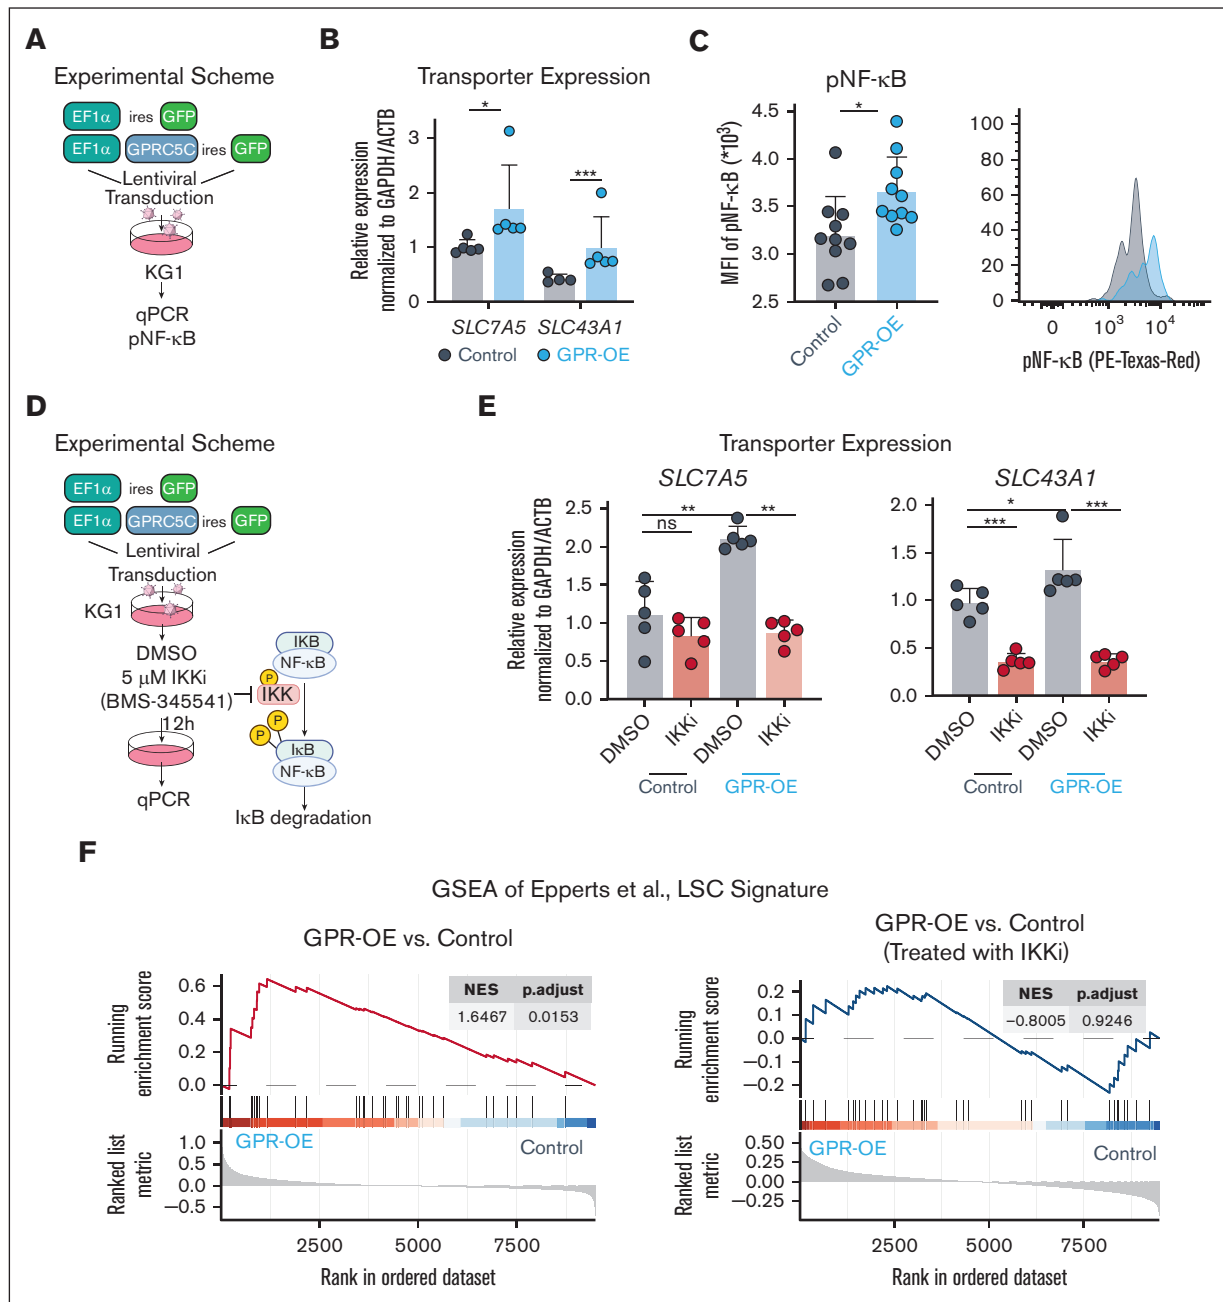 A
Experimental Scheme
EF1α ires GFP
EF1α GPRC5C ires GFP
Lentiviral
Transduction
KG1
qPCR
pNF-κB
B
Transporter Expression
Relative expression
normalized to GAPDH/ACTB
3
2
1
0
*
***
SLC7A5 SLC43A1
Control GPR-OE
C
pNF-κB
MFI of pNF-κB (*10³)
4.5
4.0
3.5
3.0
2.5
*
Control
GPR-OE
100
80
60
40
20
0
0 10³ 10⁴
pNF-κB (PE-Texas-Red)
D
Experimental Scheme
EF1α ires GFP
EF1α GPRC5C ires GFP
Lentiviral
Transduction
KG1
DMSO
5 μM IKKi
(BMS-345541)
12h
qPCR
IKB
NF-κB
P
IKK
P
P
IκB
NF-κB
IκB degradation
E
Transporter Expression
SLC7A5
Relative expression
normalized to GAPDH/ACTB
2.5
2.0
1.5
1.0
0.5
0.0
**
**
ns
DMSO IKKi DMSO IKKi
Control GPR-OE
SLC43A1
2.0
1.5
1.0
0.5
0.0
*
***
***
DMSO IKKi DMSO IKKi
Control GPR-OE
F
GSEA of Epperts et al., LSC Signature
GPR-OE vs. Control
Running
enrichment score
0.6
0.4
0.2
0.0
NES p.adjust
1.6467 0.0153
GPR-OE
Control
Ranked list
metric
1.0
0.5
0.0
−0.5
2500 5000 7500
Rank in ordered dataset
GPR-OE vs. Control
(Treated with IKKi)
Running
enrichment score
0.2
0.1
0.0
−0.1
−0.2
NES p.adjust
−0.8005 0.9246
GPR-OE
Control
Ranked list
metric
0.50
0.25
0.00
−0.25
2500 5000 7500
Rank in ordered dataset